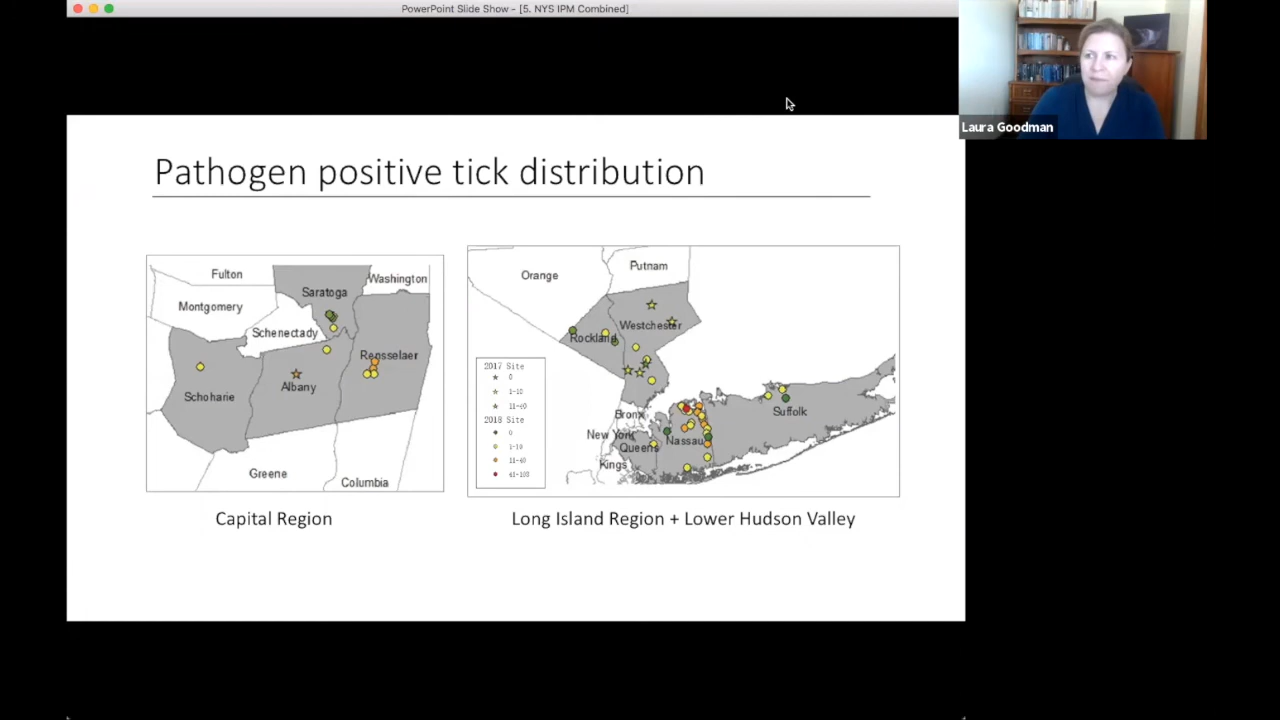 PowerPoint Slide Show - [5. NYS IPM Combined]
Laura Goodman
Pathogen positive tick distribution
Fulton
Washington
Saratoga
Montgomery
Schenectady
Rensselaer
Albany
Schoharie
Greene
Columbia
Capital Region
Putnam
Orange
Westchester
Rockland
2017 Site
0
1-10
11-40
2018 Site
0
1-10
11-40
41-103
Suffolk
Bronx
New York
Nassau
Queens
Kings
Long Island Region + Lower Hudson Valley